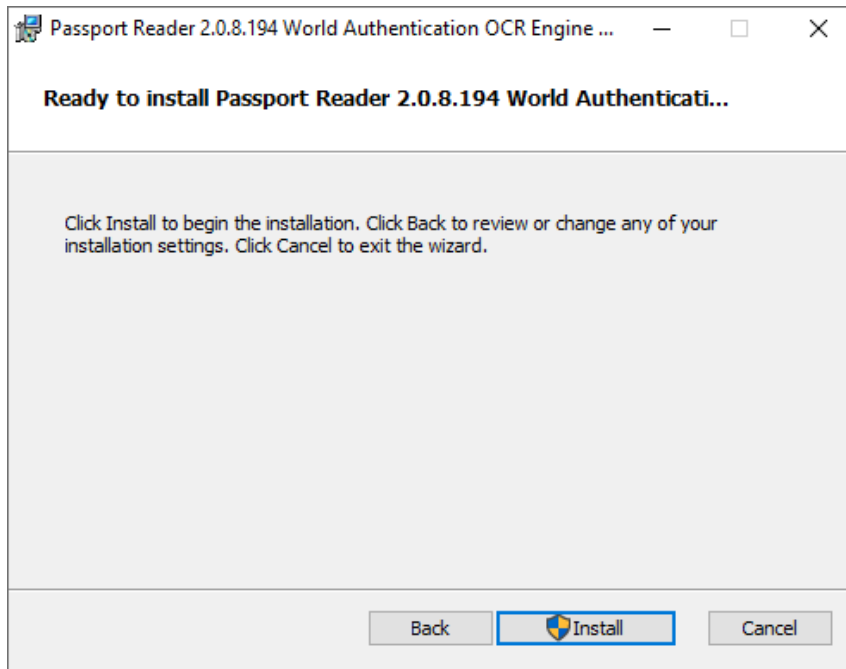 Passport Reader 2.0.8.194 World Authentication OCR Engine ...
Ready to install Passport Reader 2.0.8.194 World Authenticati...
Click Install to begin the installation. Click Back to review or change any of your
installation settings. Click Cancel to exit the wizard.
Back Install Cancel